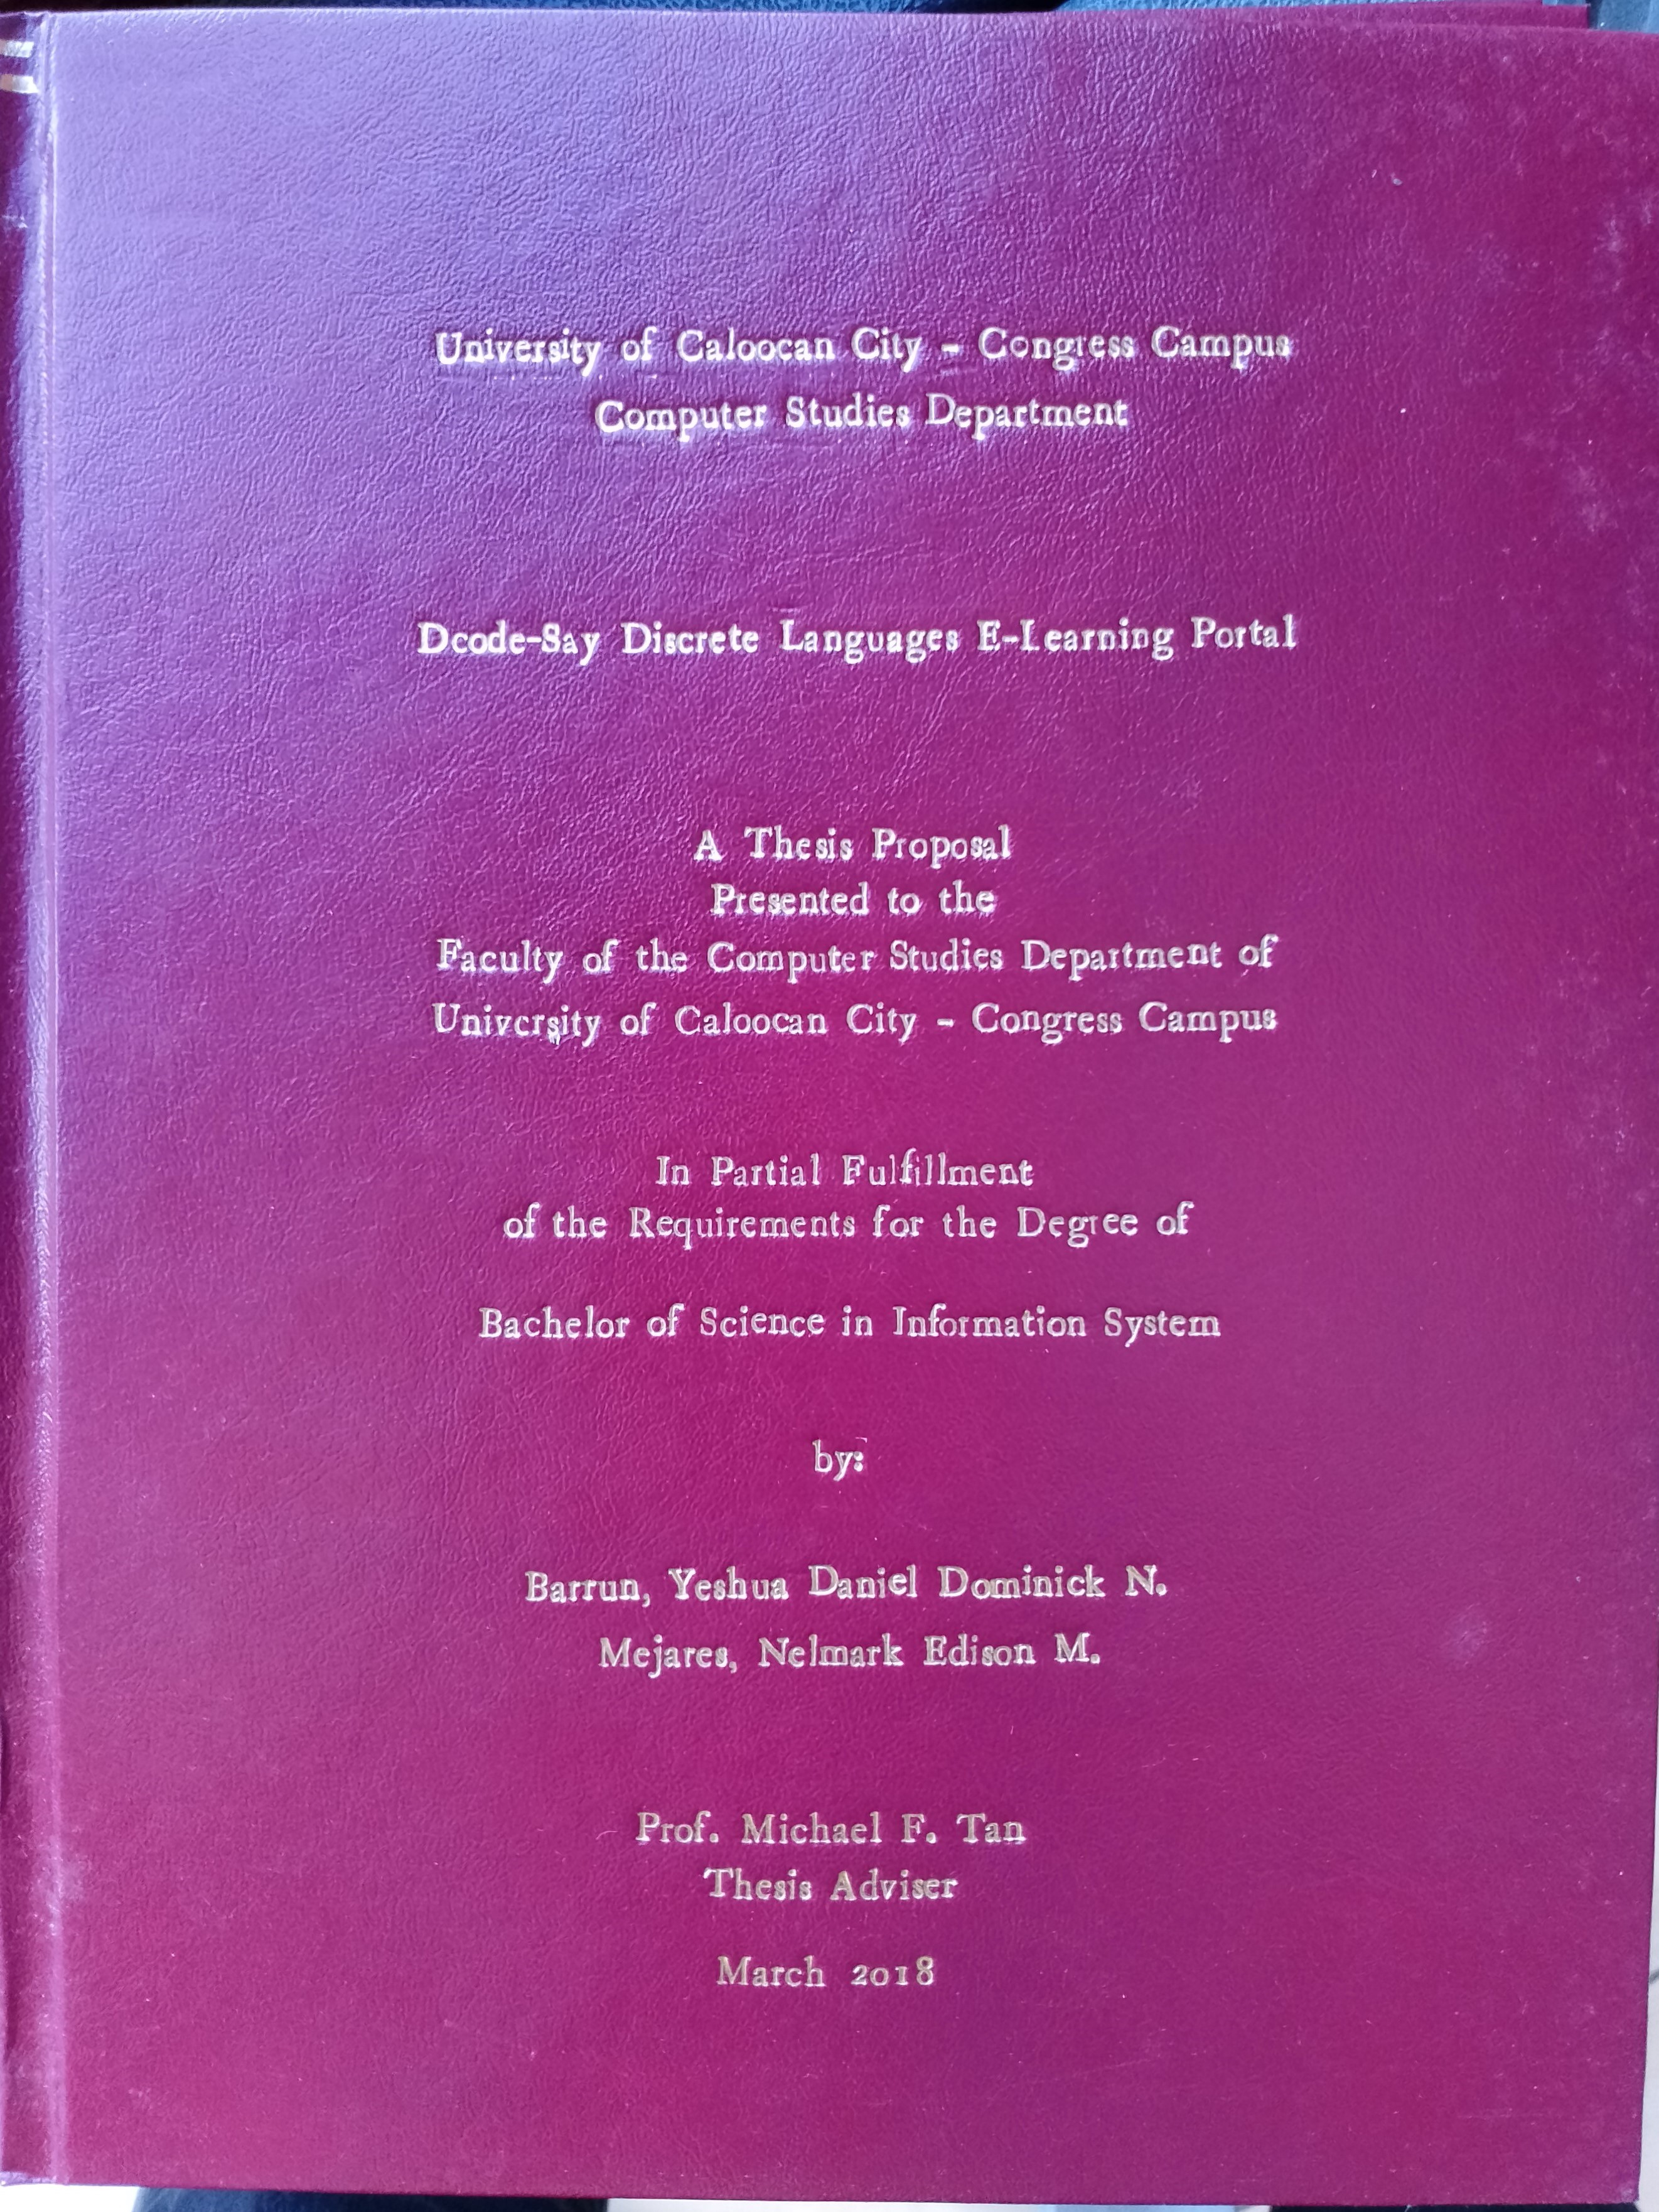 University of Caloocan City - Congress Campus
Computer Studies Department
Dcode-Say Discrete Languages E-Learning Portal
A Thesis Proposal
Presented to the
Faculty of the Computer Studies Department of
University of Caloocan City - Congress Campus
In Partial Fulfillment
of the Requirements for the Degree of
Bachelor of Science in Information System
by:
Barrun, Yeshua Daniel Dominick N.
Mejares, Nelmark Edison M.
Prof. Michael F. Tan
Thesis Adviser
March 2018